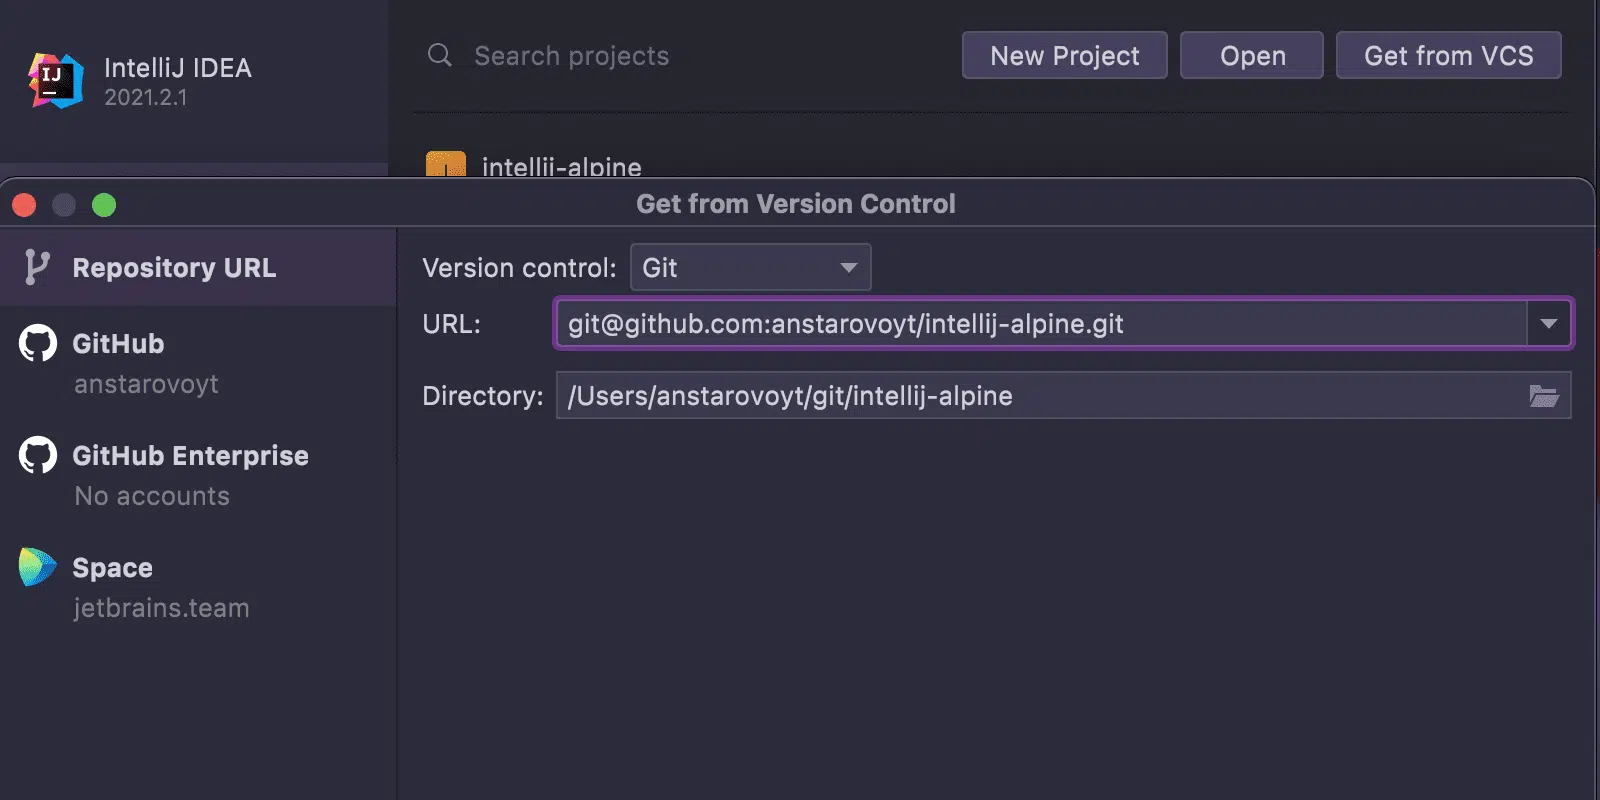 IJ
IntelliJ IDEA
2021.2.1
Search projects
New Project
Open
Get from VCS
intellij-alpine
Get from Version Control
Repository URL
GitHub
anstarovoyt
GitHub Enterprise
No accounts
Space
jetbrains.team
Version control: Git
URL: git@github.com:anstarovoyt/intellij-alpine.git
Directory: /Users/anstarovoyt/git/intellij-alpine